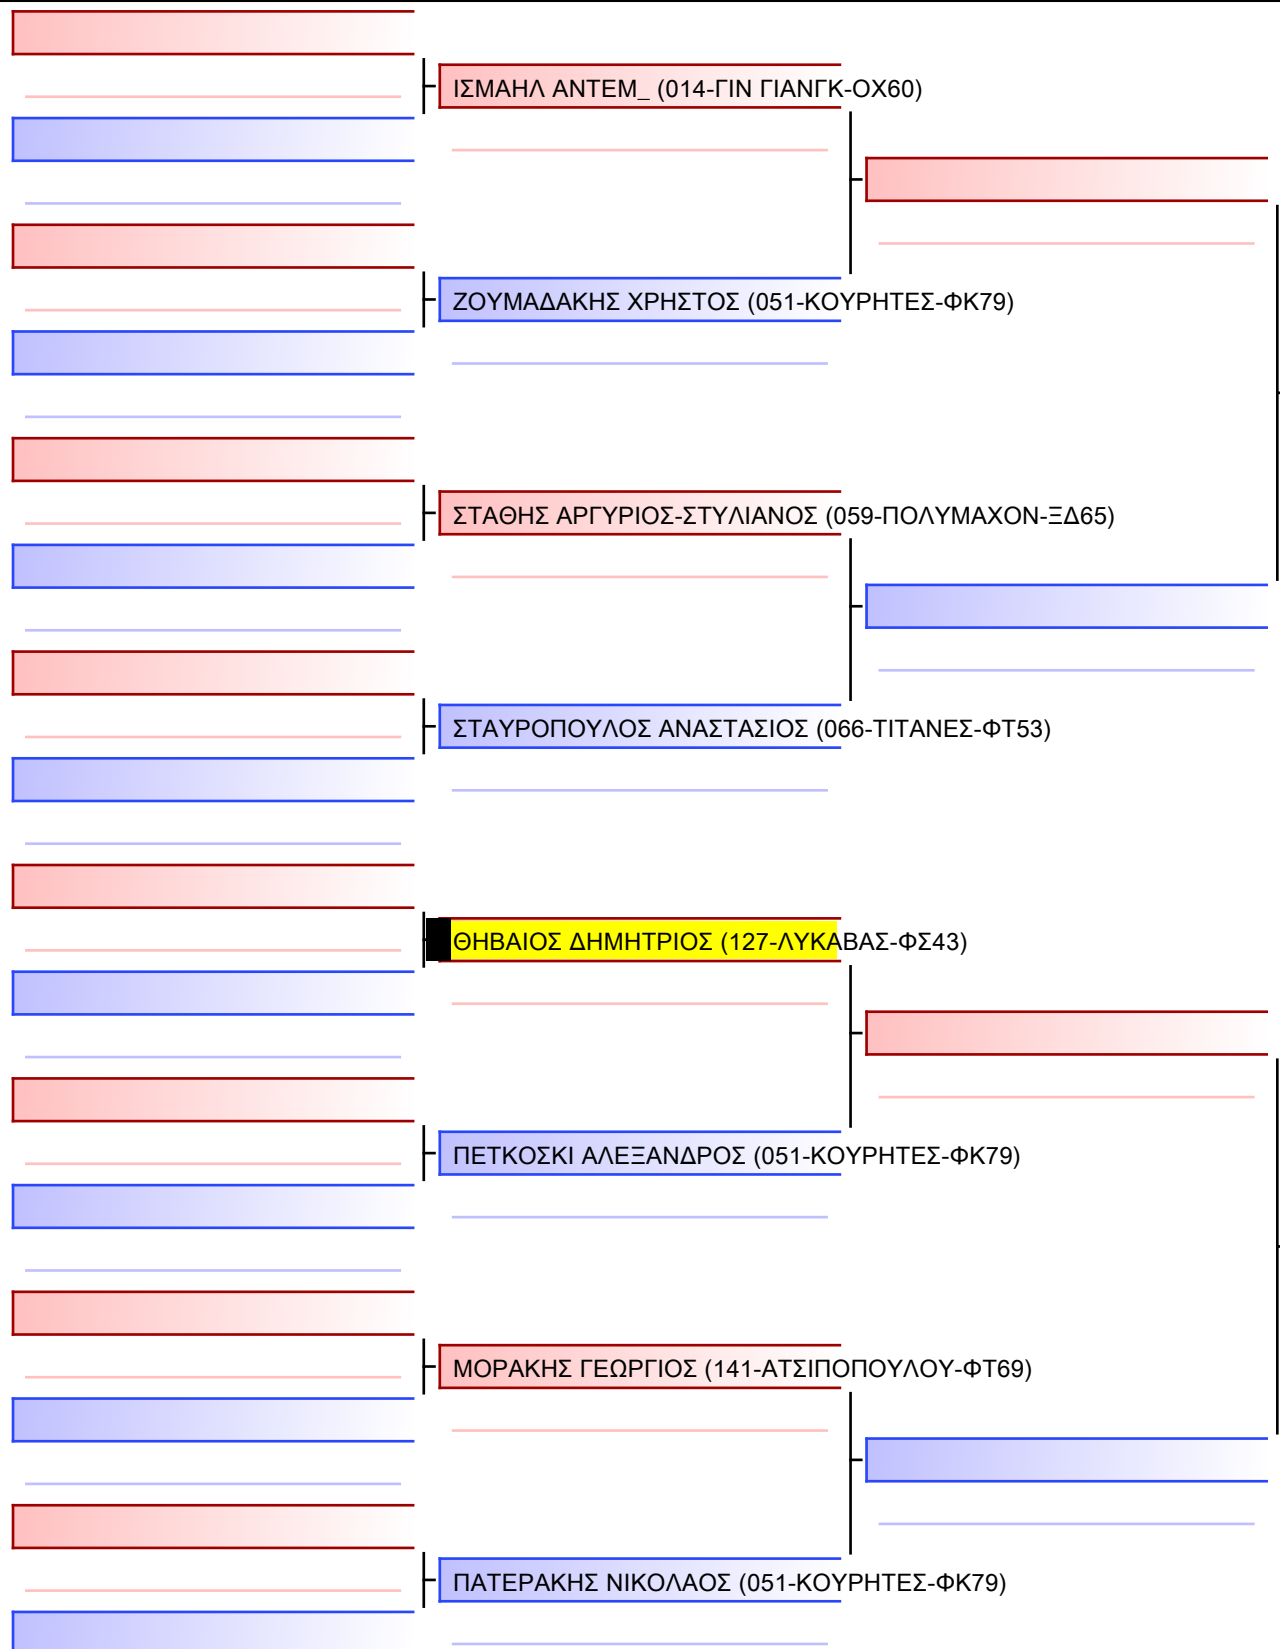 ΙΣΜΑΗΛ ΑΝΤΕΜ_ (014-ΓΙΝ ΓΙΑΝΓΚ-ΟΧ60)
ΖΟΥΜΑΔΑΚΗΣ ΧΡΗΣΤΟΣ (051-ΚΟΥΡΗΤΕΣ-ΦΚ79)
ΣΤΑΘΗΣ ΑΡΓΥΡΙΟΣ-ΣΤΥΛΙΑΝΟΣ (059-ΠΟΛΥΜΑΧΟΝ-ΞΔ65)
ΣΤΑΥΡΟΠΟΥΛΟΣ ΑΝΑΣΤΑΣΙΟΣ (066-ΤΙΤΑΝΕΣ-ΦΤ53)
ΘΗΒΑΙΟΣ ΔΗΜΗΤΡΙΟΣ (127-ΛΥΚΑΒΑΣ-ΦΣ43)
ΠΕΤΚΟΣΚΙ ΑΛΕΞΑΝΔΡΟΣ (051-ΚΟΥΡΗΤΕΣ-ΦΚ79)
ΜΟΡΑΚΗΣ ΓΕΩΡΓΙΟΣ (141-ΑΤΣΙΠΟΠΟΥΛΟΥ-ΦΤ69)
ΠΑΤΕΡΑΚΗΣ ΝΙΚΟΛΑΟΣ (051-ΚΟΥΡΗΤΕΣ-ΦΚ79)